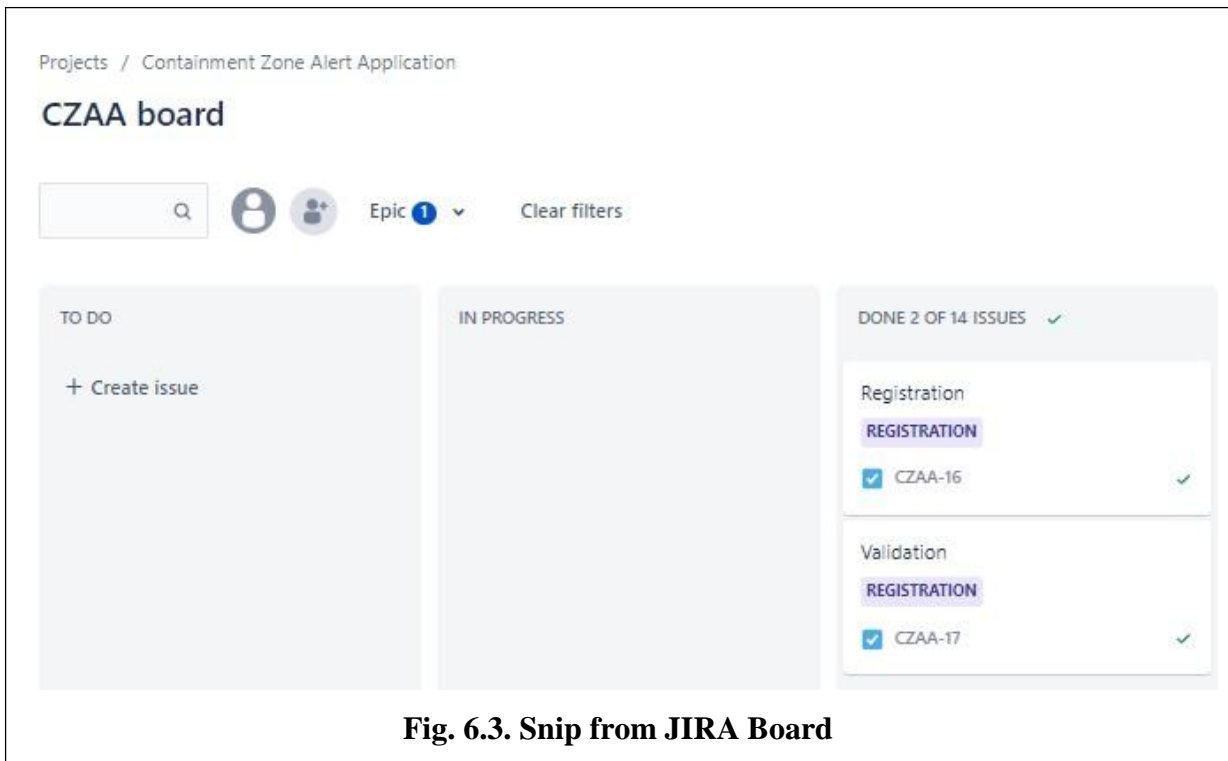 Projects / Containment Zone Alert Application
CZAA board
Epic 1
Clear filters
TO DO
+ Create issue
IN PROGRESS
DONE 2 OF 14 ISSUES
Registration
REGISTRATION
CZAA-16
Validation
REGISTRATION
CZAA-17
Fig. 6.3. Snip from JIRA Board